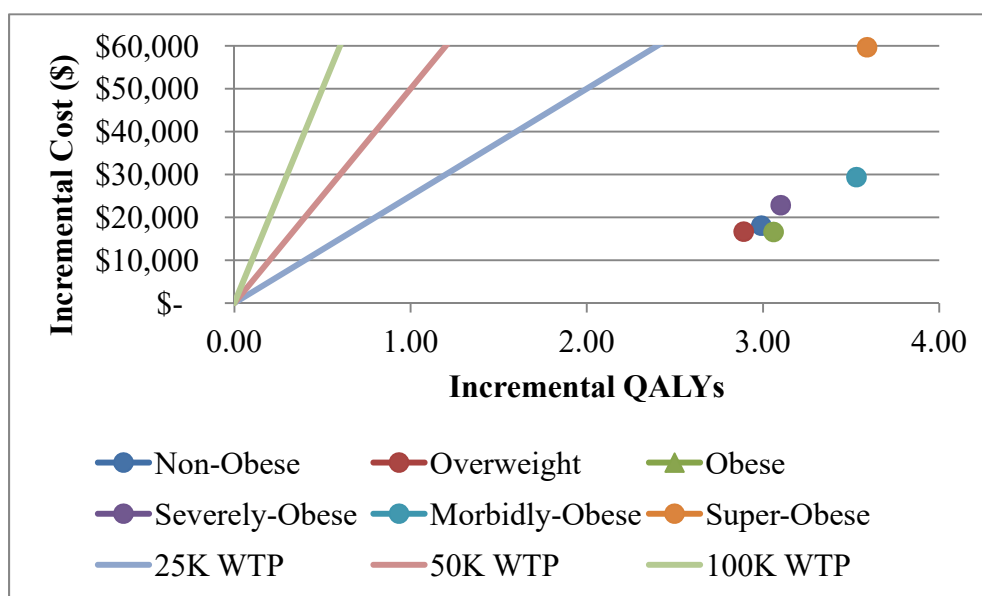 Incremental Cost ($)
$60,000
$50,000
$40,000
$30,000
$20,000
$10,000
$-
0.00 1.00 2.00 3.00 4.00
Incremental QALYs
Non-Obese Overweight Obese
Severely-Obese Morbidly-Obese Super-Obese
25K WTP 50K WTP 100K WTP